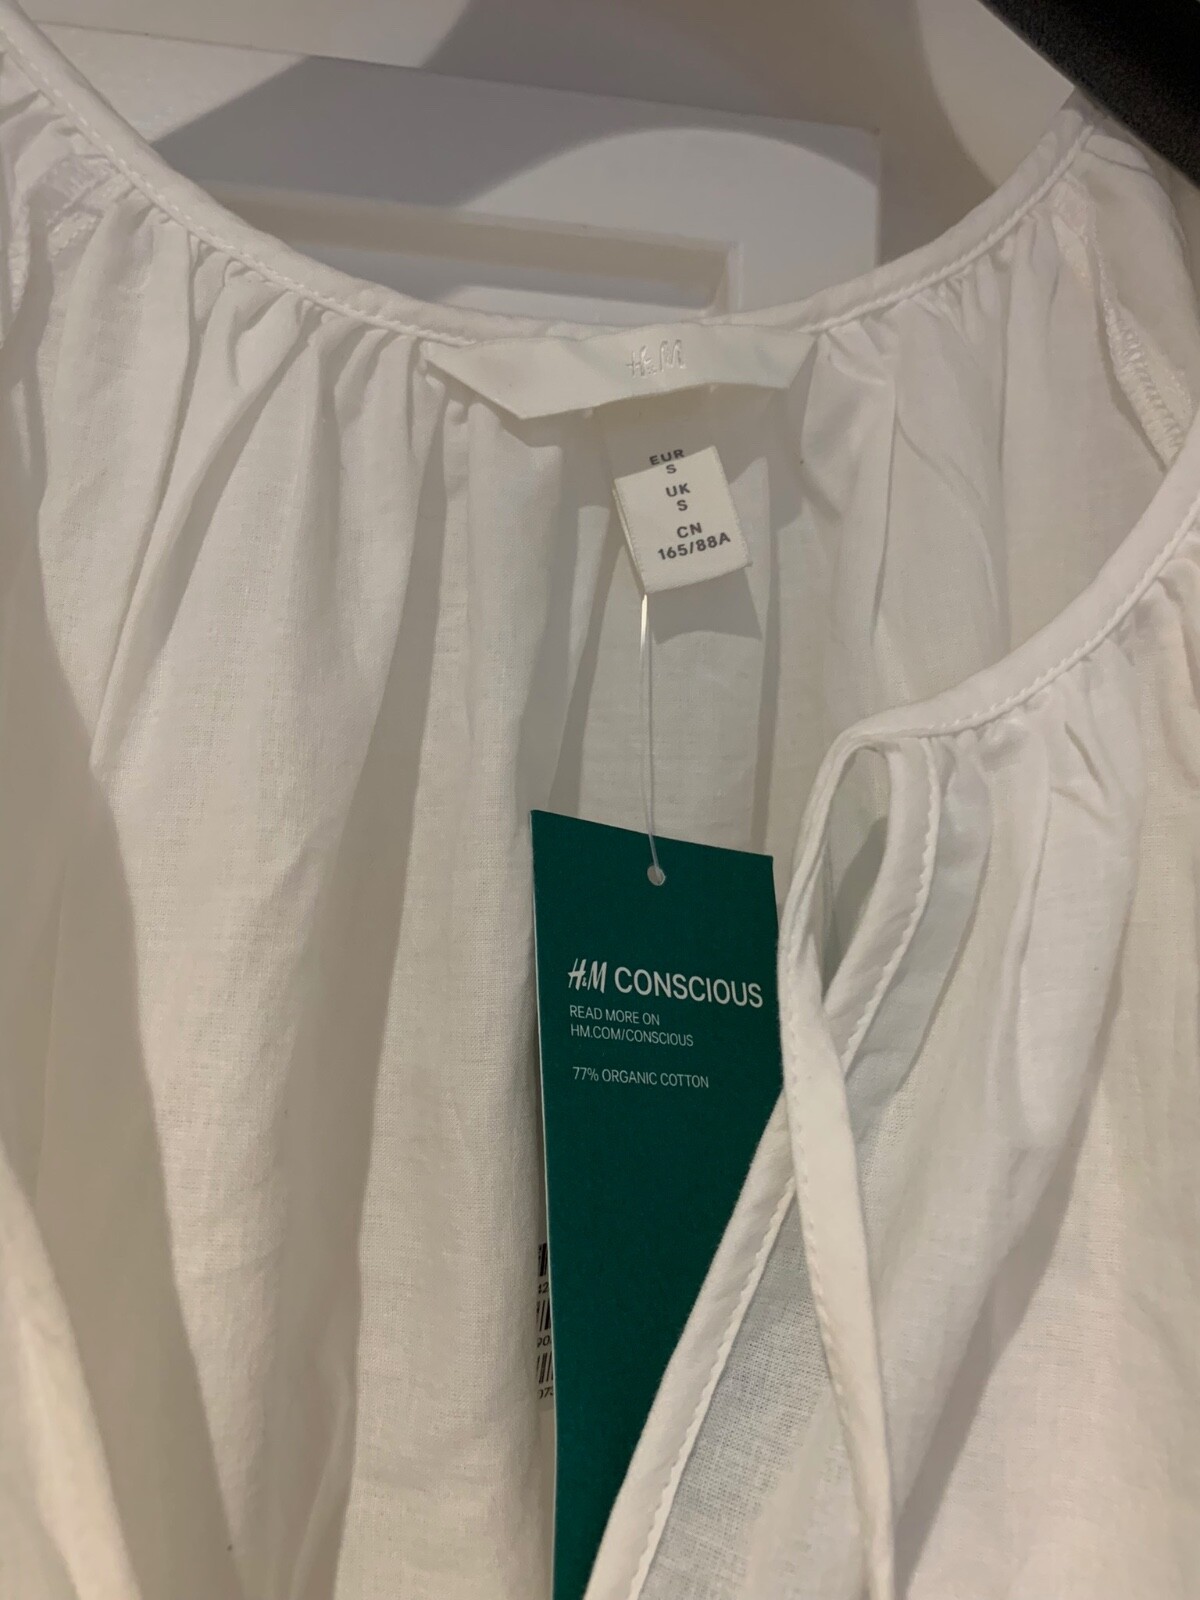 H&M
EUR
S
UK
S
CN
165/88A
H&M CONSCIOUS
READ MORE ON
HM.COM/CONSCIOUS
77% ORGANIC COTTON